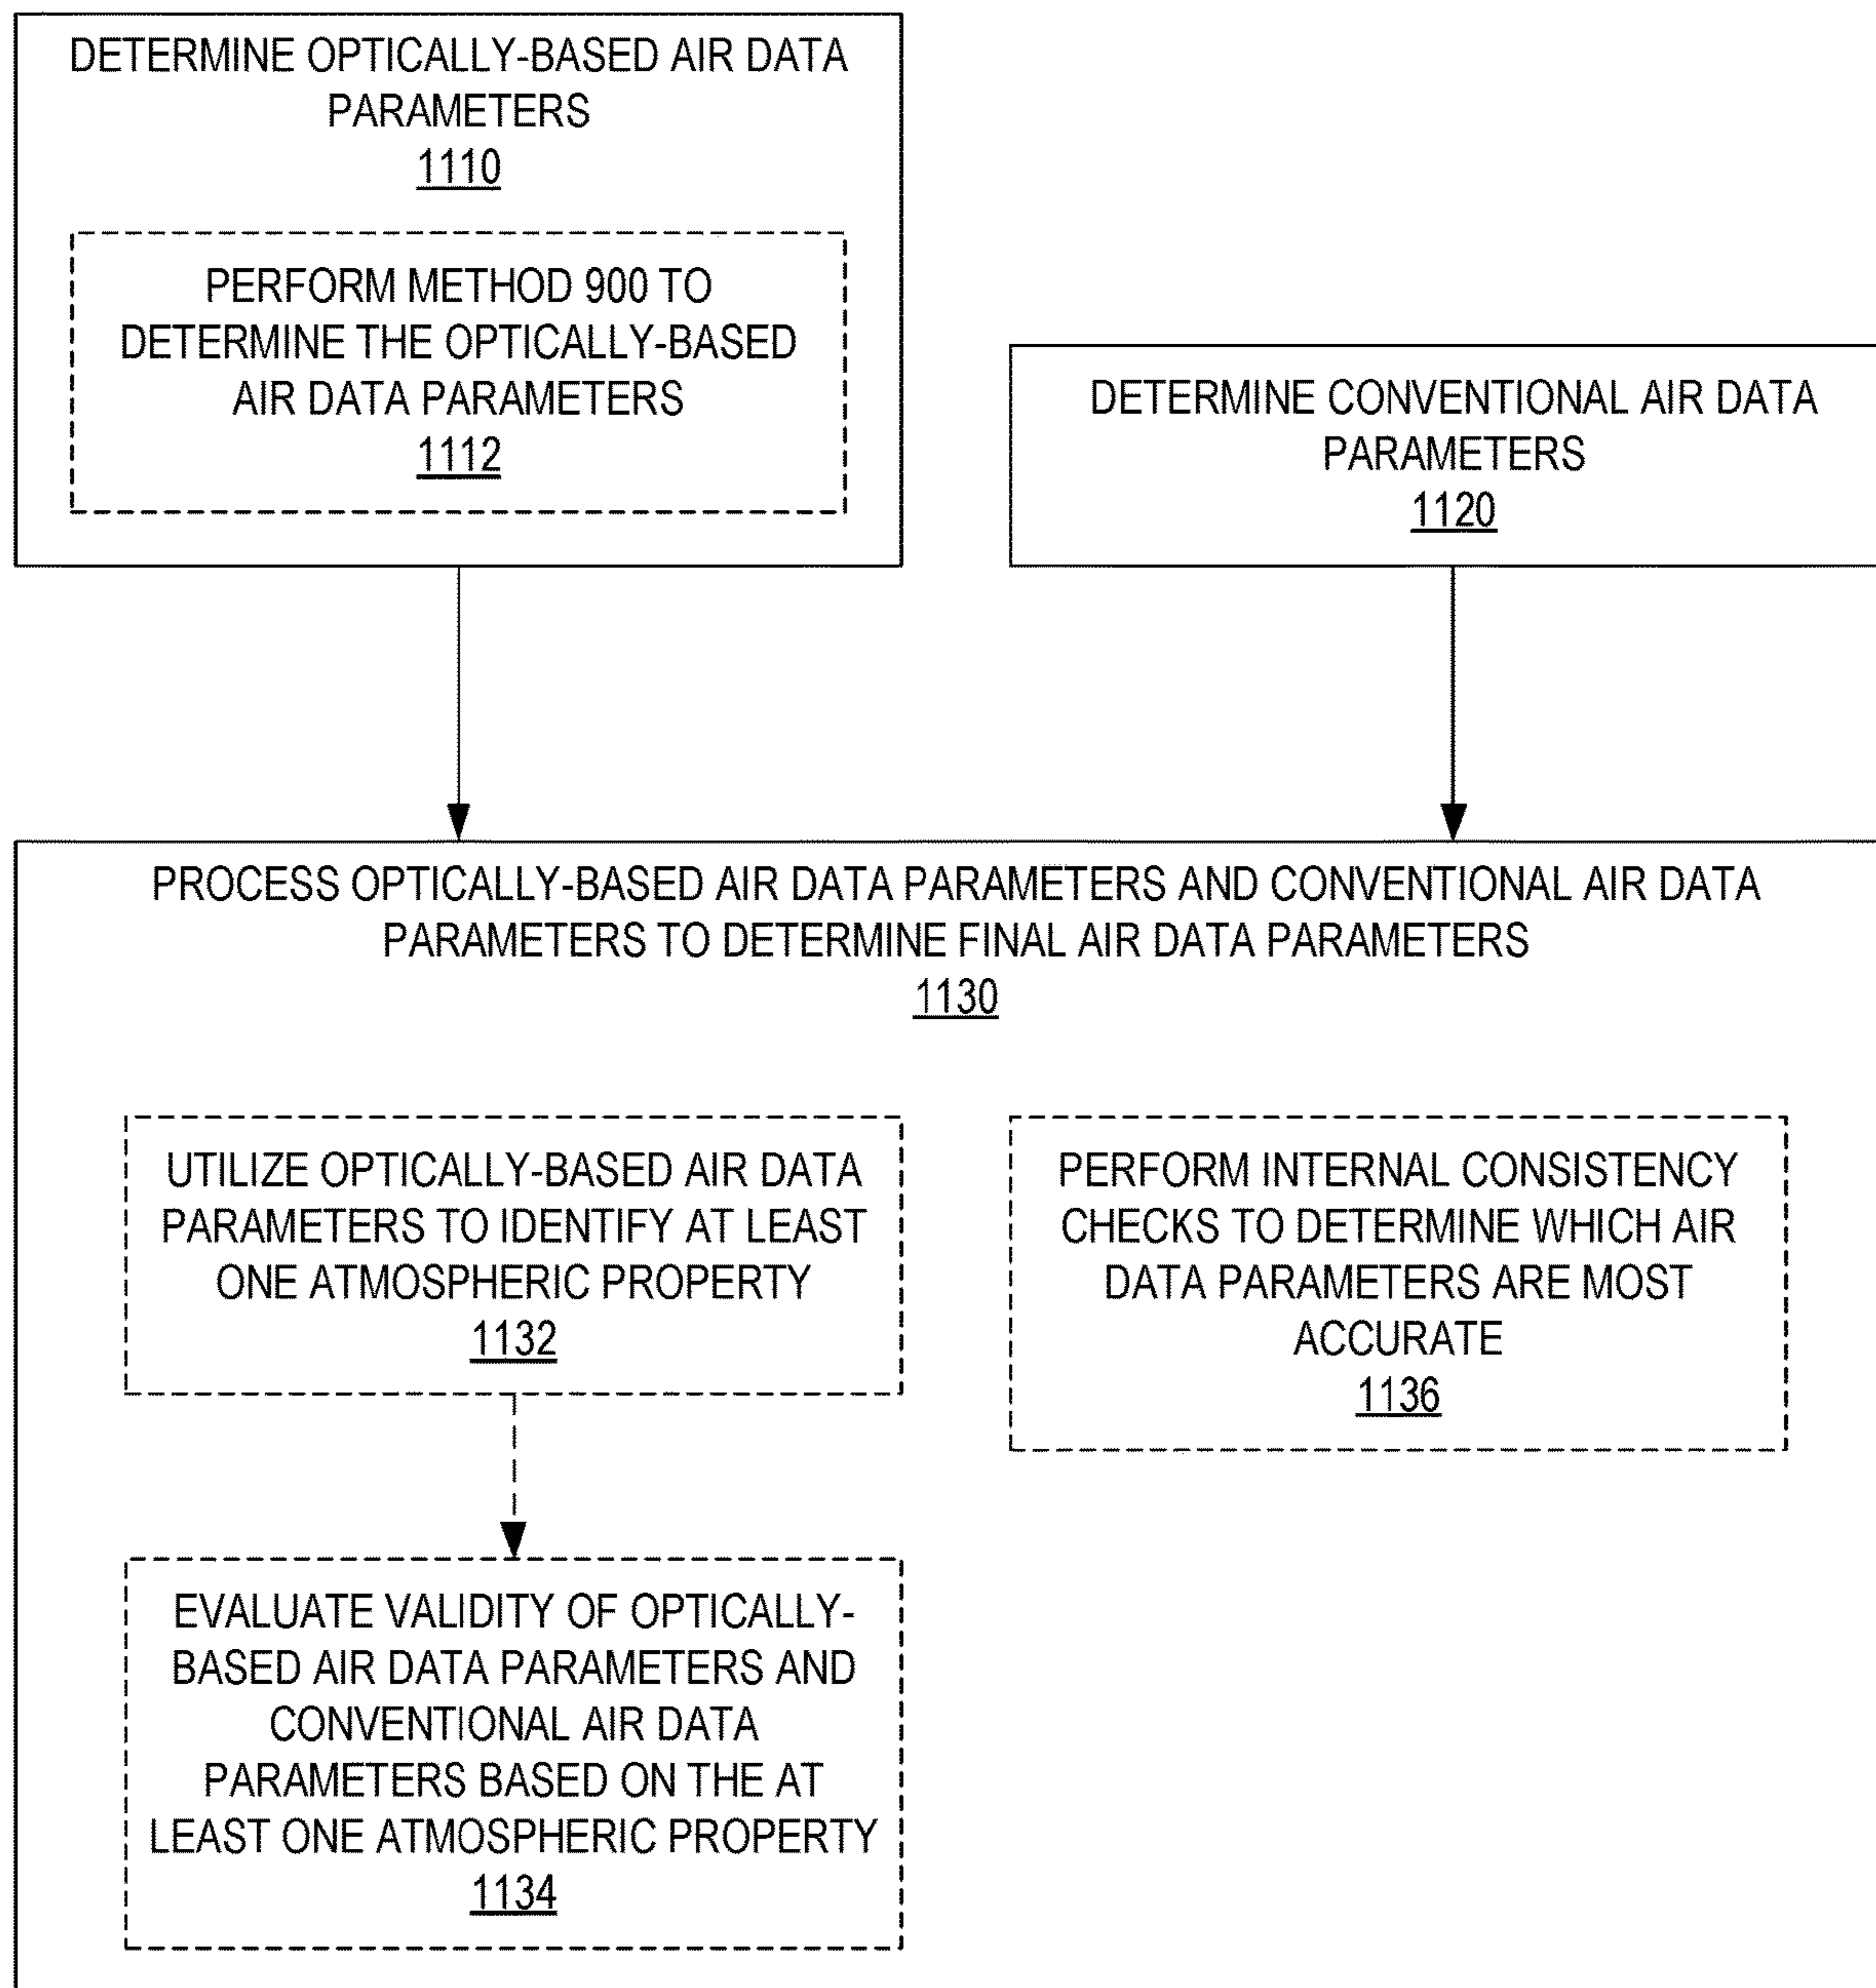 DETERMINE OPTICALLY-BASED AIR DATA
PARAMETERS
1110
PERFORM METHOD 900 TO
DETERMINE THE OPTICALLY-BASED
AIR DATA PARAMETERS
1112
DETERMINE CONVENTIONAL AIR DATA
PARAMETERS
1120
PROCESS OPTICALLY-BASED AIR DATA PARAMETERS AND CONVENTIONAL AIR DATA
PARAMETERS TO DETERMINE FINAL AIR DATA PARAMETERS
1130
UTILIZE OPTICALLY-BASED AIR DATA
PARAMETERS TO IDENTIFY AT LEAST
ONE ATMOSPHERIC PROPERTY
1132
PERFORM INTERNAL CONSISTENCY
CHECKS TO DETERMINE WHICH AIR
DATA PARAMETERS ARE MOST
ACCURATE
1136
EVALUATE VALIDITY OF OPTICALLY-
BASED AIR DATA PARAMETERS AND
CONVENTIONAL AIR DATA
PARAMETERS BASED ON THE AT
LEAST ONE ATMOSPHERIC PROPERTY
1134